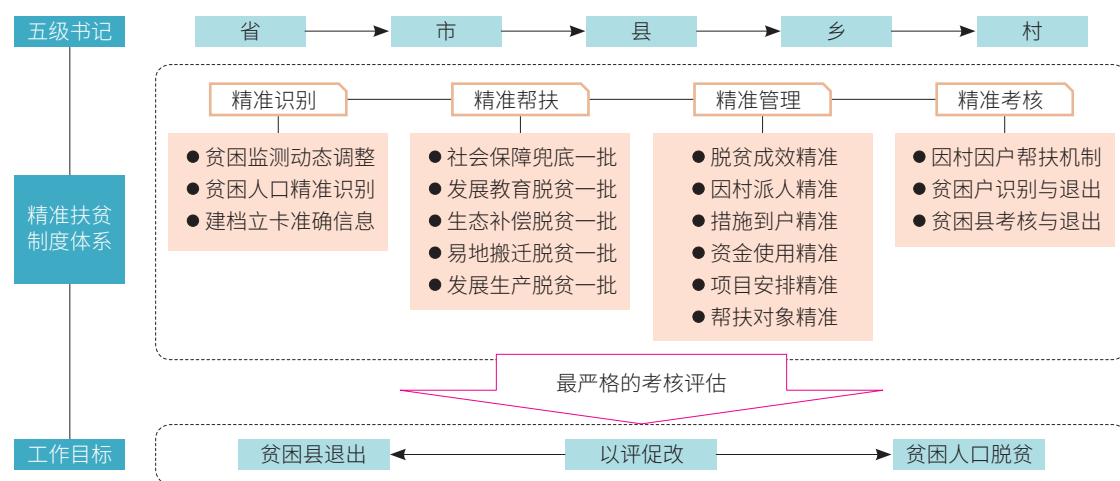 五级书记
省
市
县
乡
村
精准扶贫
制度体系
精准识别
● 贫困监测动态调整
● 贫困人口精准识别
● 建档立卡准确信息
精准帮扶
● 社会保障兜底一批
● 发展教育脱贫一批
● 生态补偿脱贫一批
● 易地搬迁脱贫一批
● 发展生产脱贫一批
精准管理
● 脱贫成效精准
● 因村派人精准
● 措施到户精准
● 资金使用精准
● 项目安排精准
● 帮扶对象精准
精准考核
● 因村因户帮扶机制
● 贫困户识别与退出
● 贫困县考核与退出
最严格的考核评估
工作目标
贫困县退出
以评促改
贫困人口脱贫